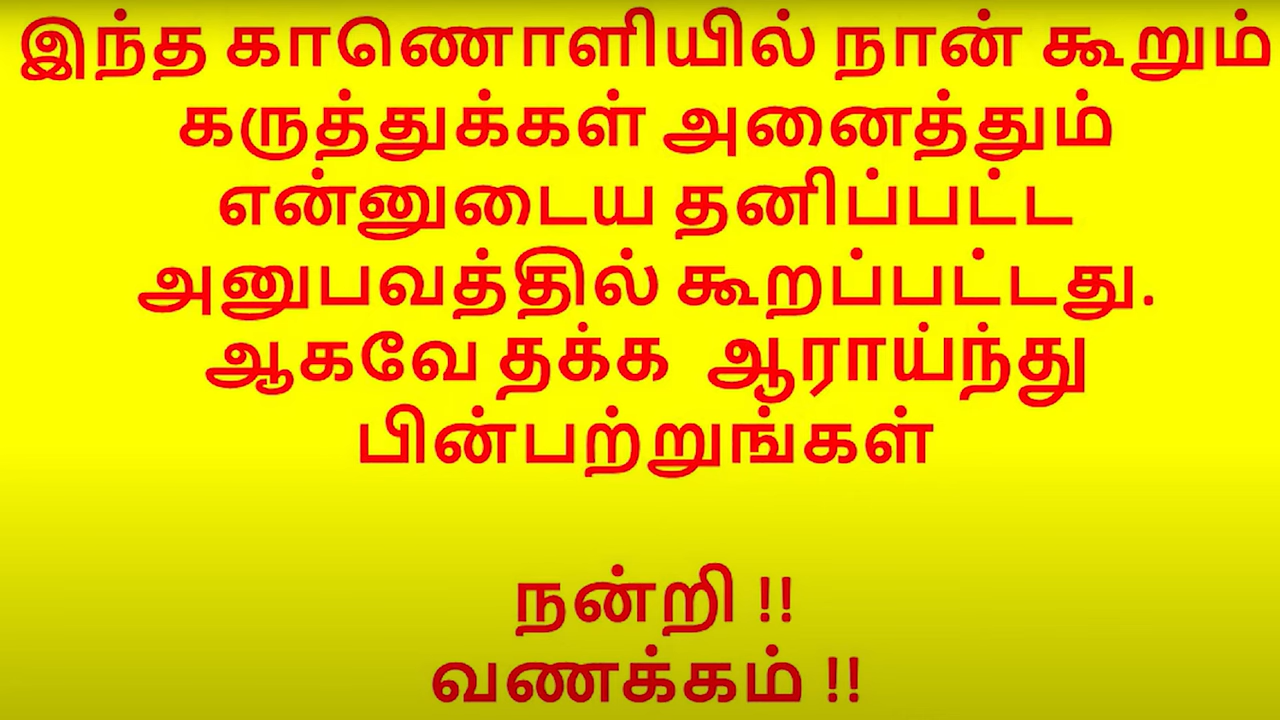 இந்த காணொளியில் நான் கூறும்
கருத்துக்கள் அனைத்தும்
என்னுடைய தனிப்பட்ட
அனுபவத்தில் கூறப்பட்டது.
ஆகவே தக்க ஆராய்ந்து
பின்பற்றுங்கள்
நன்றி !!
வணக்கம் !!